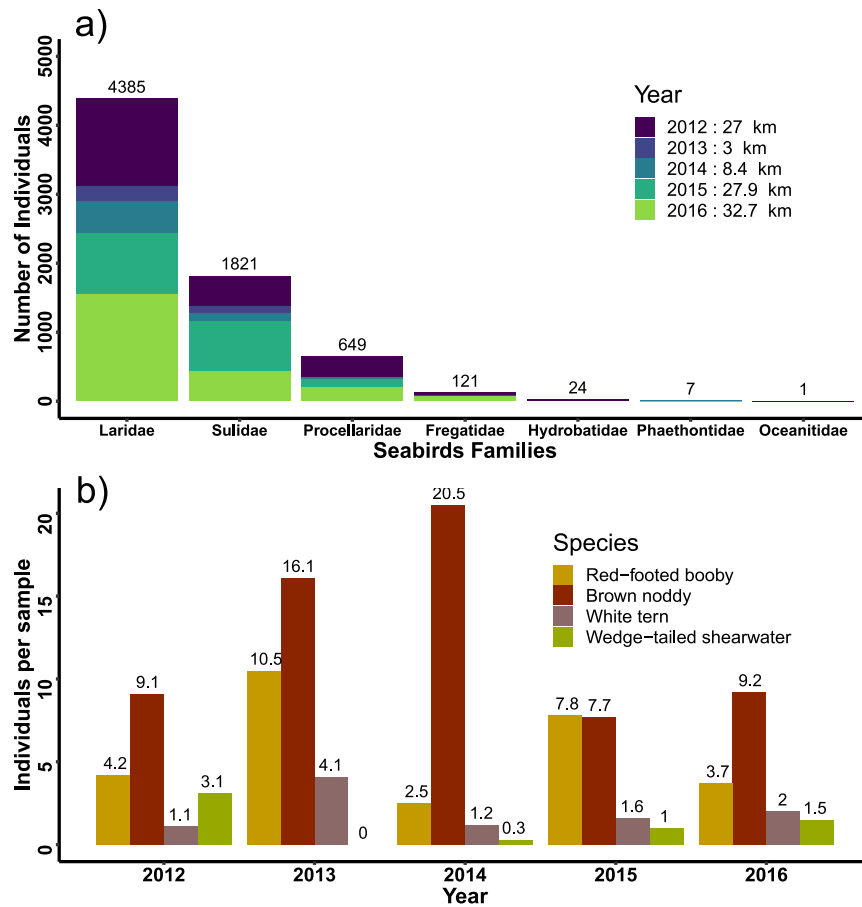 a)
Number of Individuals
5000
4000
3000
2000
1000
0
4385
1821
649
121
24
7
1
Year
2012 : 27 km
2013 : 3 km
2014 : 8.4 km
2015 : 27.9 km
2016 : 32.7 km
Laridae Sulidae Procellaridae Fregatidae Hydrobatidae Phaethontidae Oceanitidae
Seabirds Families
b)
Individuals per sample
20
15
10
5
0
4.2 9.1 1.1 3.1
10.5 16.1 4.1 0
2.5 20.5 1.2 0.3
7.8 7.7 1.6 1
3.7 9.2 2 1.5
Species
Red−footed booby
Brown noddy
White tern
Wedge−tailed shearwater
2012 2013 2014 2015 2016
Year